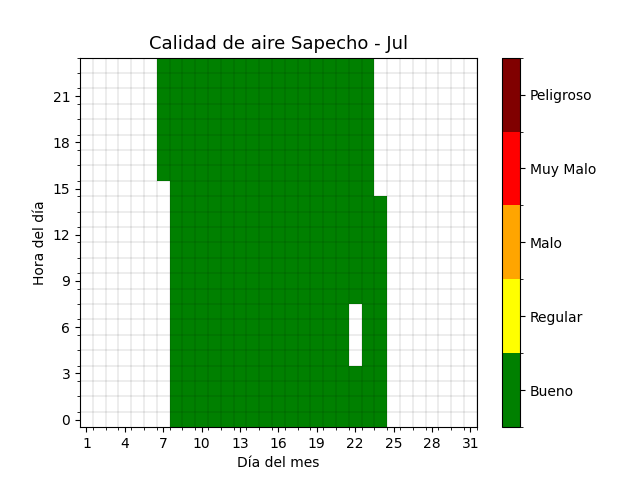 Calidad de aire Sapecho - Jul
21
18
15
12
9
6
3
0
Hora del día
1 4 7 10 13 16 19 22 25 28 31
Día del mes
Peligroso
Muy Malo
Malo
Regular
Bueno